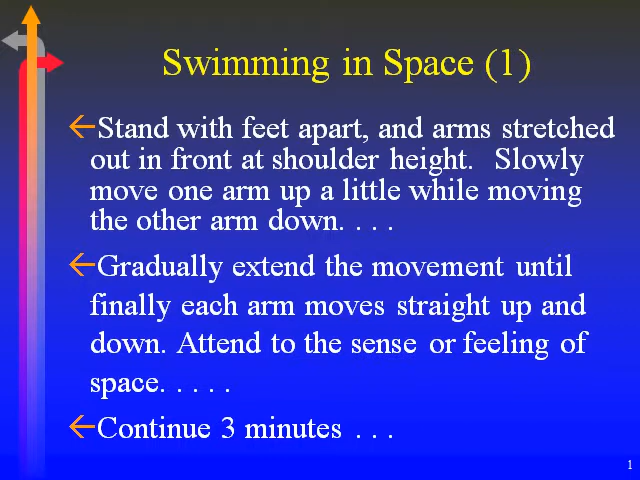 Swimming in Space (1)
Stand with feet apart, and arms stretched
out in front at shoulder height.  Slowly
move one arm up a little while moving
the other arm down. . . .
Gradually extend the movement until
finally each arm moves straight up and
down. Attend to the sense or feeling of
space. . . . .
Continue 3 minutes . . .
1